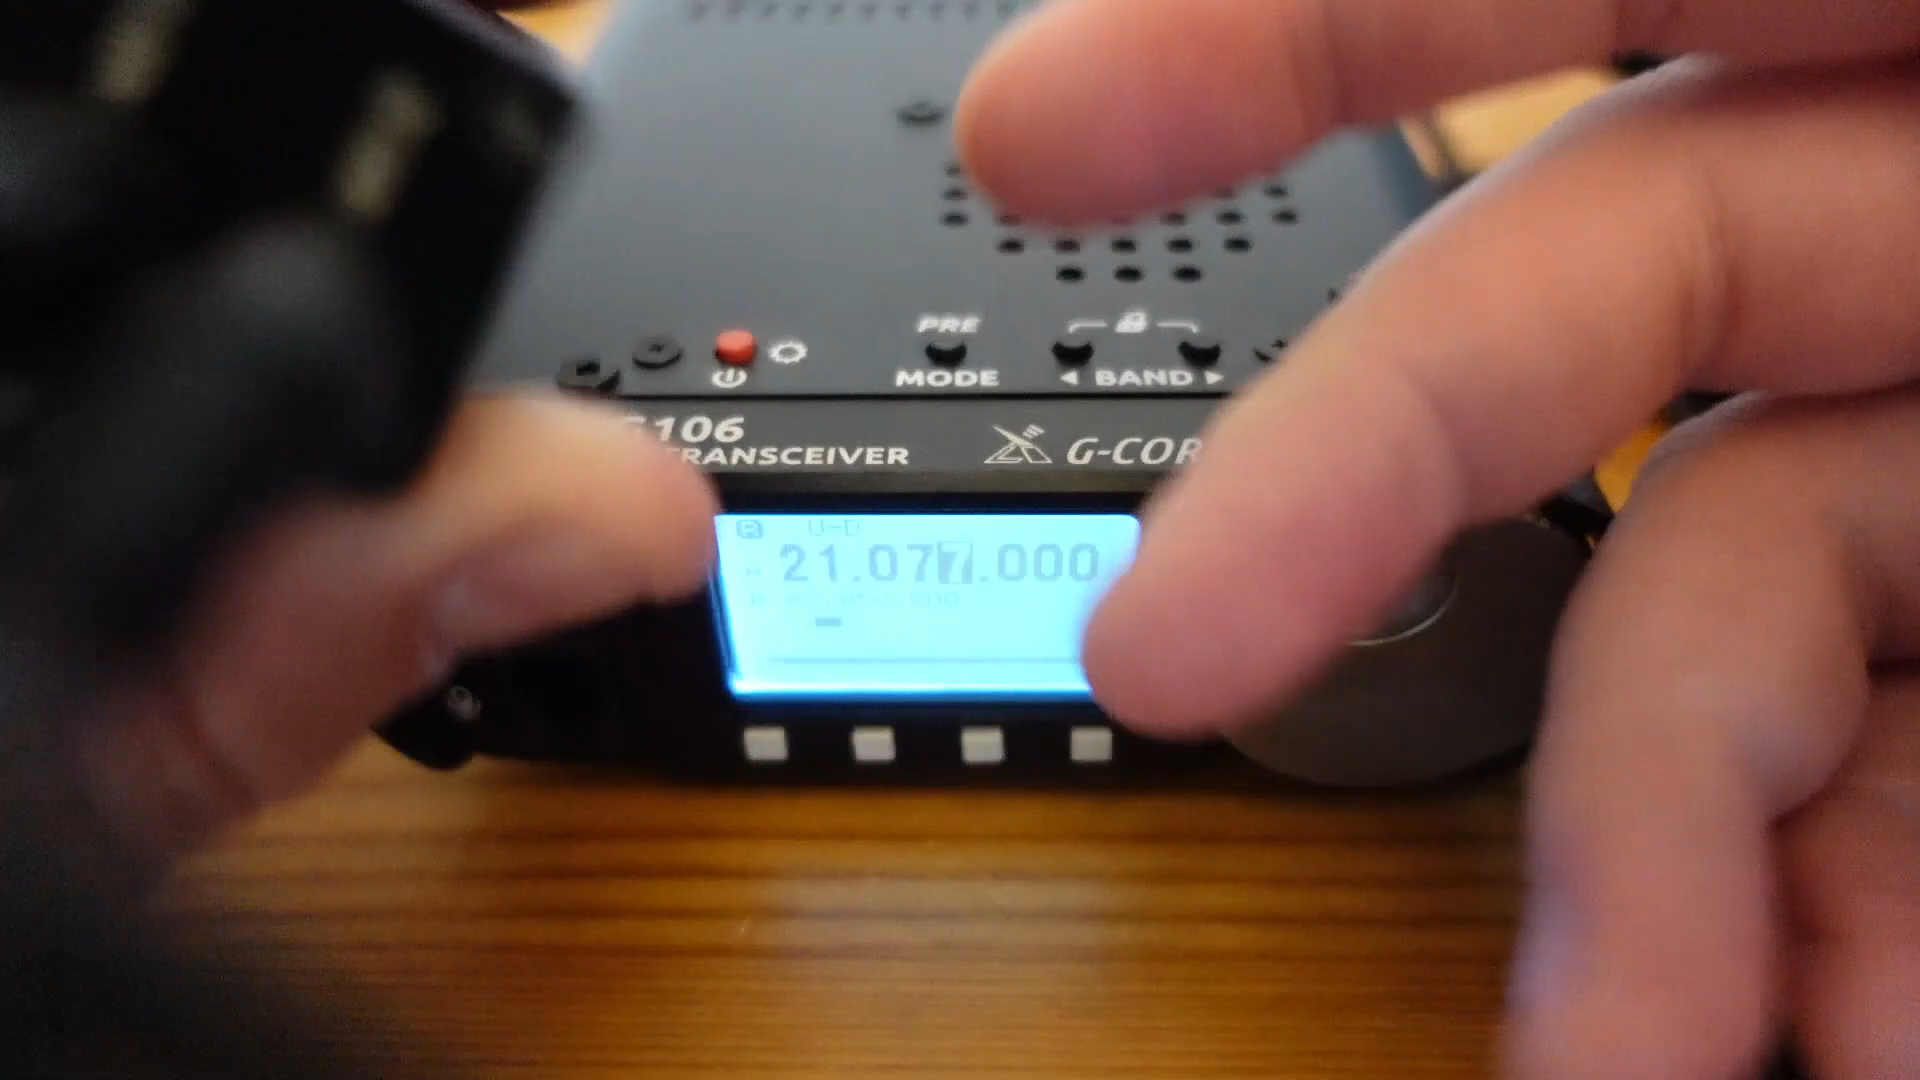 PRE
MODE
◀ BAND ▶
106
TRANSCEIVER
G-COR
U-D
21.077.000